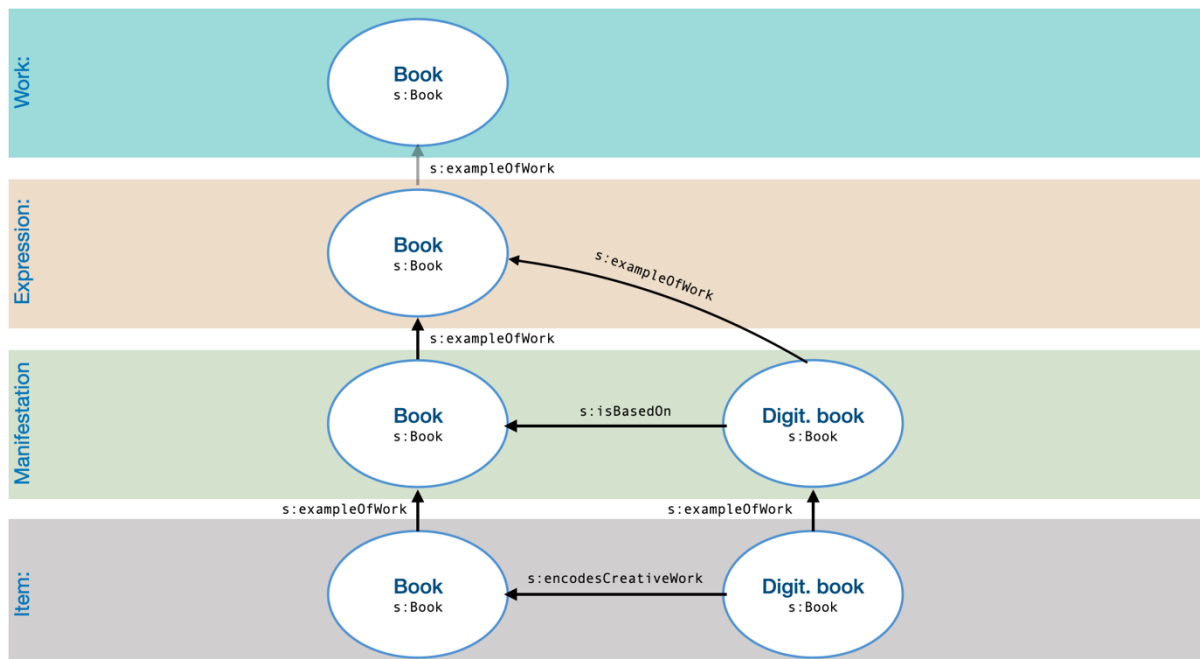 Work:
Book
s:Book
s:exampleOfWork
Expression:
Book
s:Book
s:exampleOfWork
s:exampleOfWork
Manifestation
Book
s:Book
s:isBasedOn
Digit. book
s:Book
s:exampleOfWork
s:exampleOfWork
Item:
Book
s:Book
s:encodesCreativeWork
Digit. book
s:Book